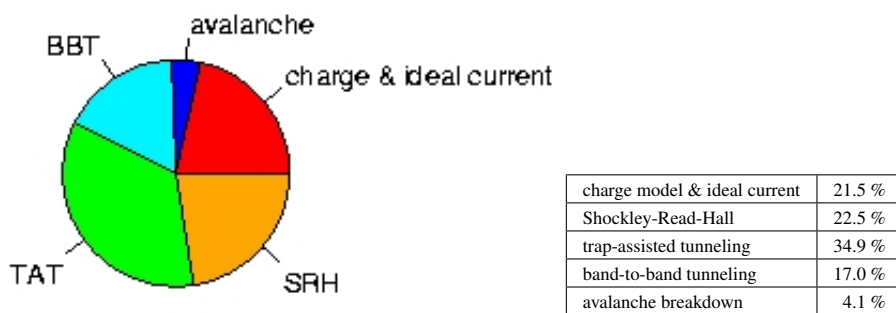 avalanche
BBT
charge & ideal current
TAT
SRH
charge model & ideal current 21.5 %
Shockley-Read-Hall 22.5 %
trap-assisted tunneling 34.9 %
band-to-band tunneling 17.0 %
avalanche breakdown 4.1 %